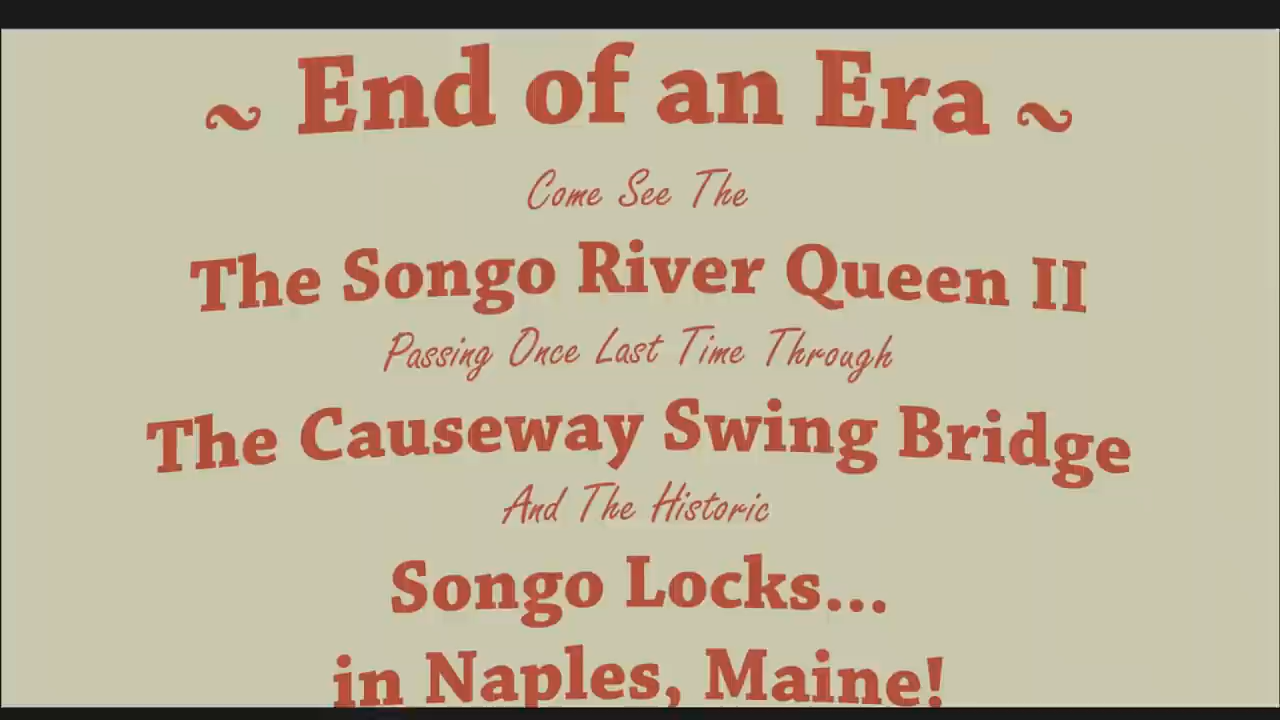 ~ End of an Era ~
Come See The
The Songo River Queen II
Passing Once Last Time Through
The Causeway Swing Bridge
And The Historic
Songo Locks...
in Naples, Maine!